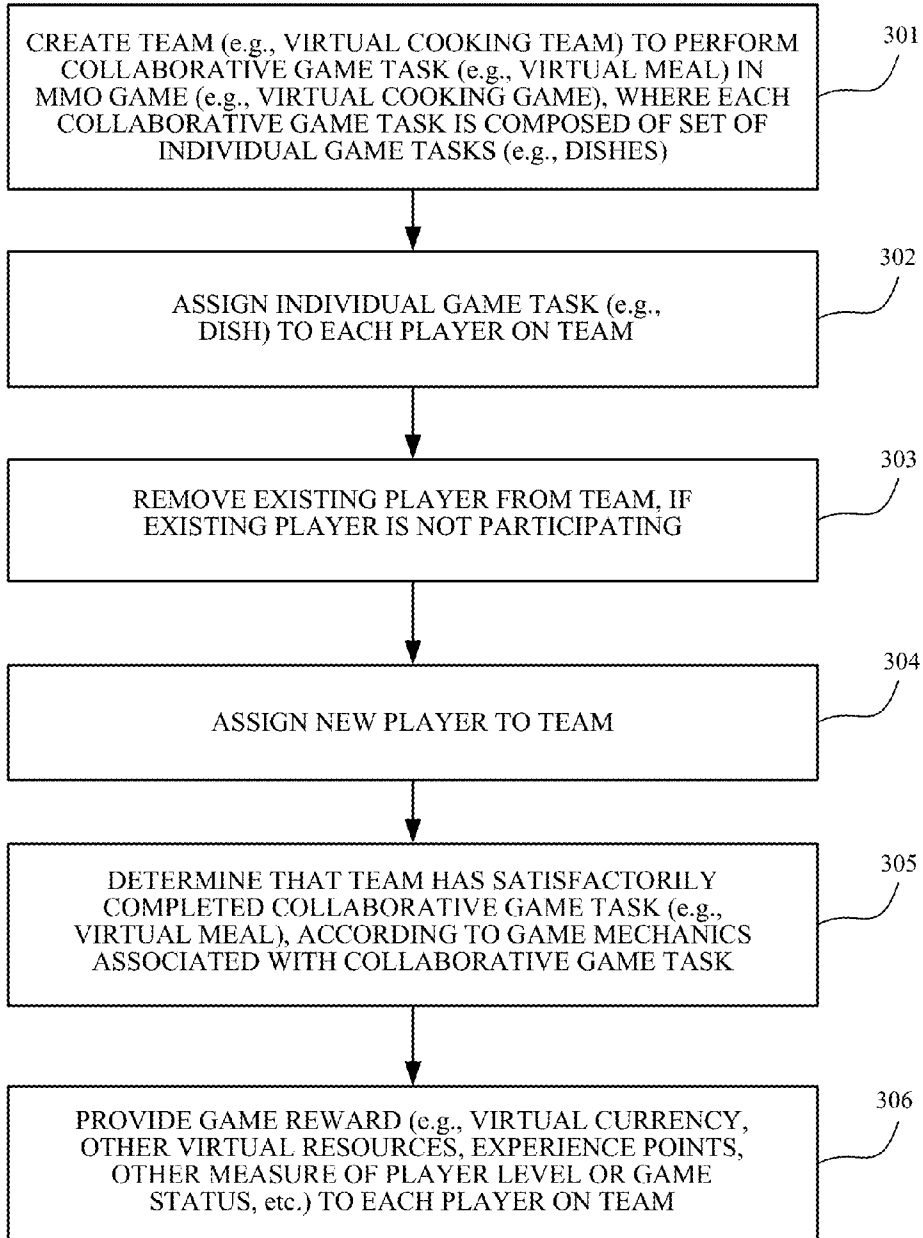 CREATE TEAM (e.g., VIRTUAL COOKING TEAM) TO PERFORM
COLLABORATIVE GAME TASK (e.g., VIRTUAL MEAL) IN
MMO GAME (e.g., VIRTUAL COOKING GAME), WHERE EACH
COLLABORATIVE GAME TASK IS COMPOSED OF SET OF
INDIVIDUAL GAME TASKS (e.g., DISHES)
301
ASSIGN INDIVIDUAL GAME TASK (e.g.,
DISH) TO EACH PLAYER ON TEAM
302
REMOVE EXISTING PLAYER FROM TEAM, IF
EXISTING PLAYER IS NOT PARTICIPATING
303
ASSIGN NEW PLAYER TO TEAM
304
DETERMINE THAT TEAM HAS SATISFACTORILY
COMPLETED COLLABORATIVE GAME TASK (e.g.,
VIRTUAL MEAL), ACCORDING TO GAME MECHANICS
ASSOCIATED WITH COLLABORATIVE GAME TASK
305
PROVIDE GAME REWARD (e.g., VIRTUAL CURRENCY,
OTHER VIRTUAL RESOURCES, EXPERIENCE POINTS,
OTHER MEASURE OF PLAYER LEVEL OR GAME
STATUS, etc.) TO EACH PLAYER ON TEAM
306